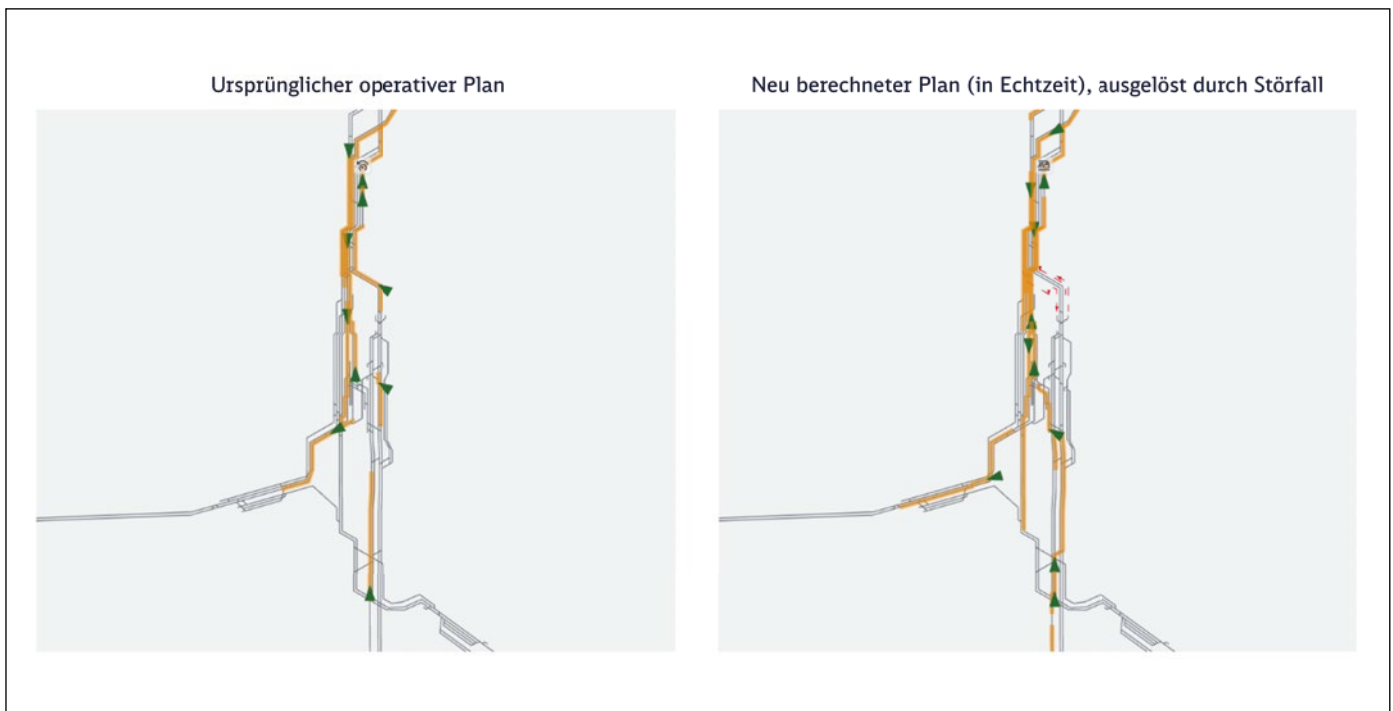 Ursprünglicher operativer Plan
Neu berechneter Plan (in Echtzeit), ausgelöst durch Störfall